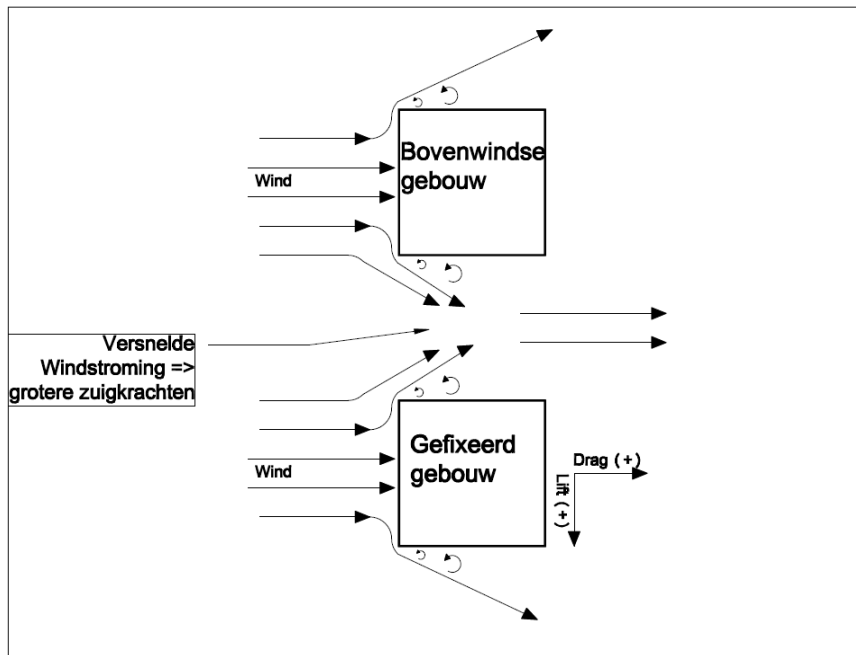 Bovenwindse
gebouw
Wind
Versnelde
Windstroming =>
grotere zuigkrachten
Gefixeerd
gebouw
Wind
Drag (+)
Lift (+)